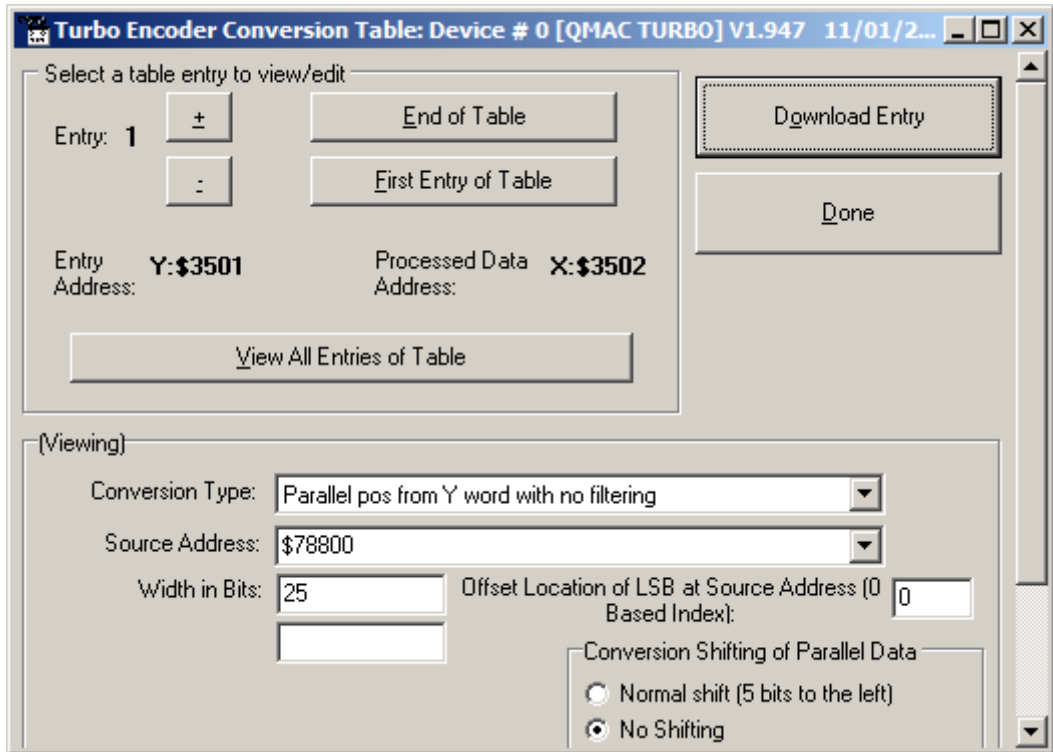 Turbo Encoder Conversion Table: Device # 0 [QMAC TURBO] V1.947 11/01/2...
Select a table entry to view/edit
Entry: 1
+
End of Table
Download Entry
-
First Entry of Table
Done
Entry Address: Y:$3501
Processed Data Address: X:$3502
View All Entries of Table
(Viewing)
Conversion Type: Parallel pos from Y word with no filtering
Source Address: $78800
Width in Bits: 25
Offset Location of LSB at Source Address (0
Based Index): 0
Conversion Shifting of Parallel Data
Normal shift (5 bits to the left)
No Shifting